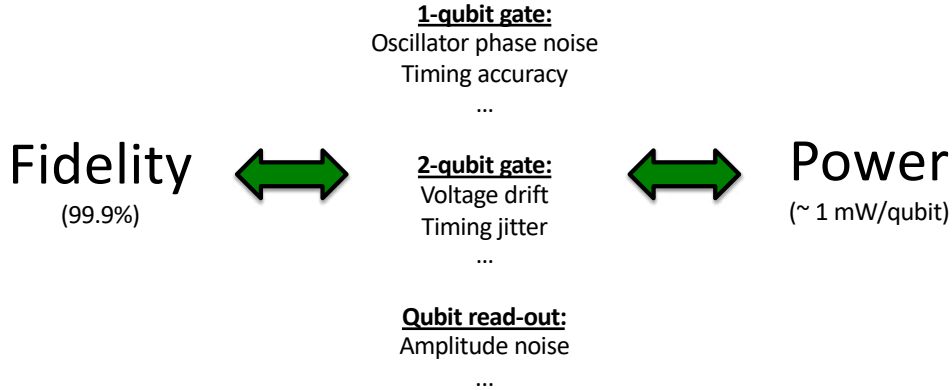 1-qubit gate:
Oscillator phase noise
Timing accuracy
...
Fidelity
(99.9%)
2-qubit gate:
Voltage drift
Timing jitter
...
Power
(~ 1 mW/qubit)
Qubit read-out:
Amplitude noise
...